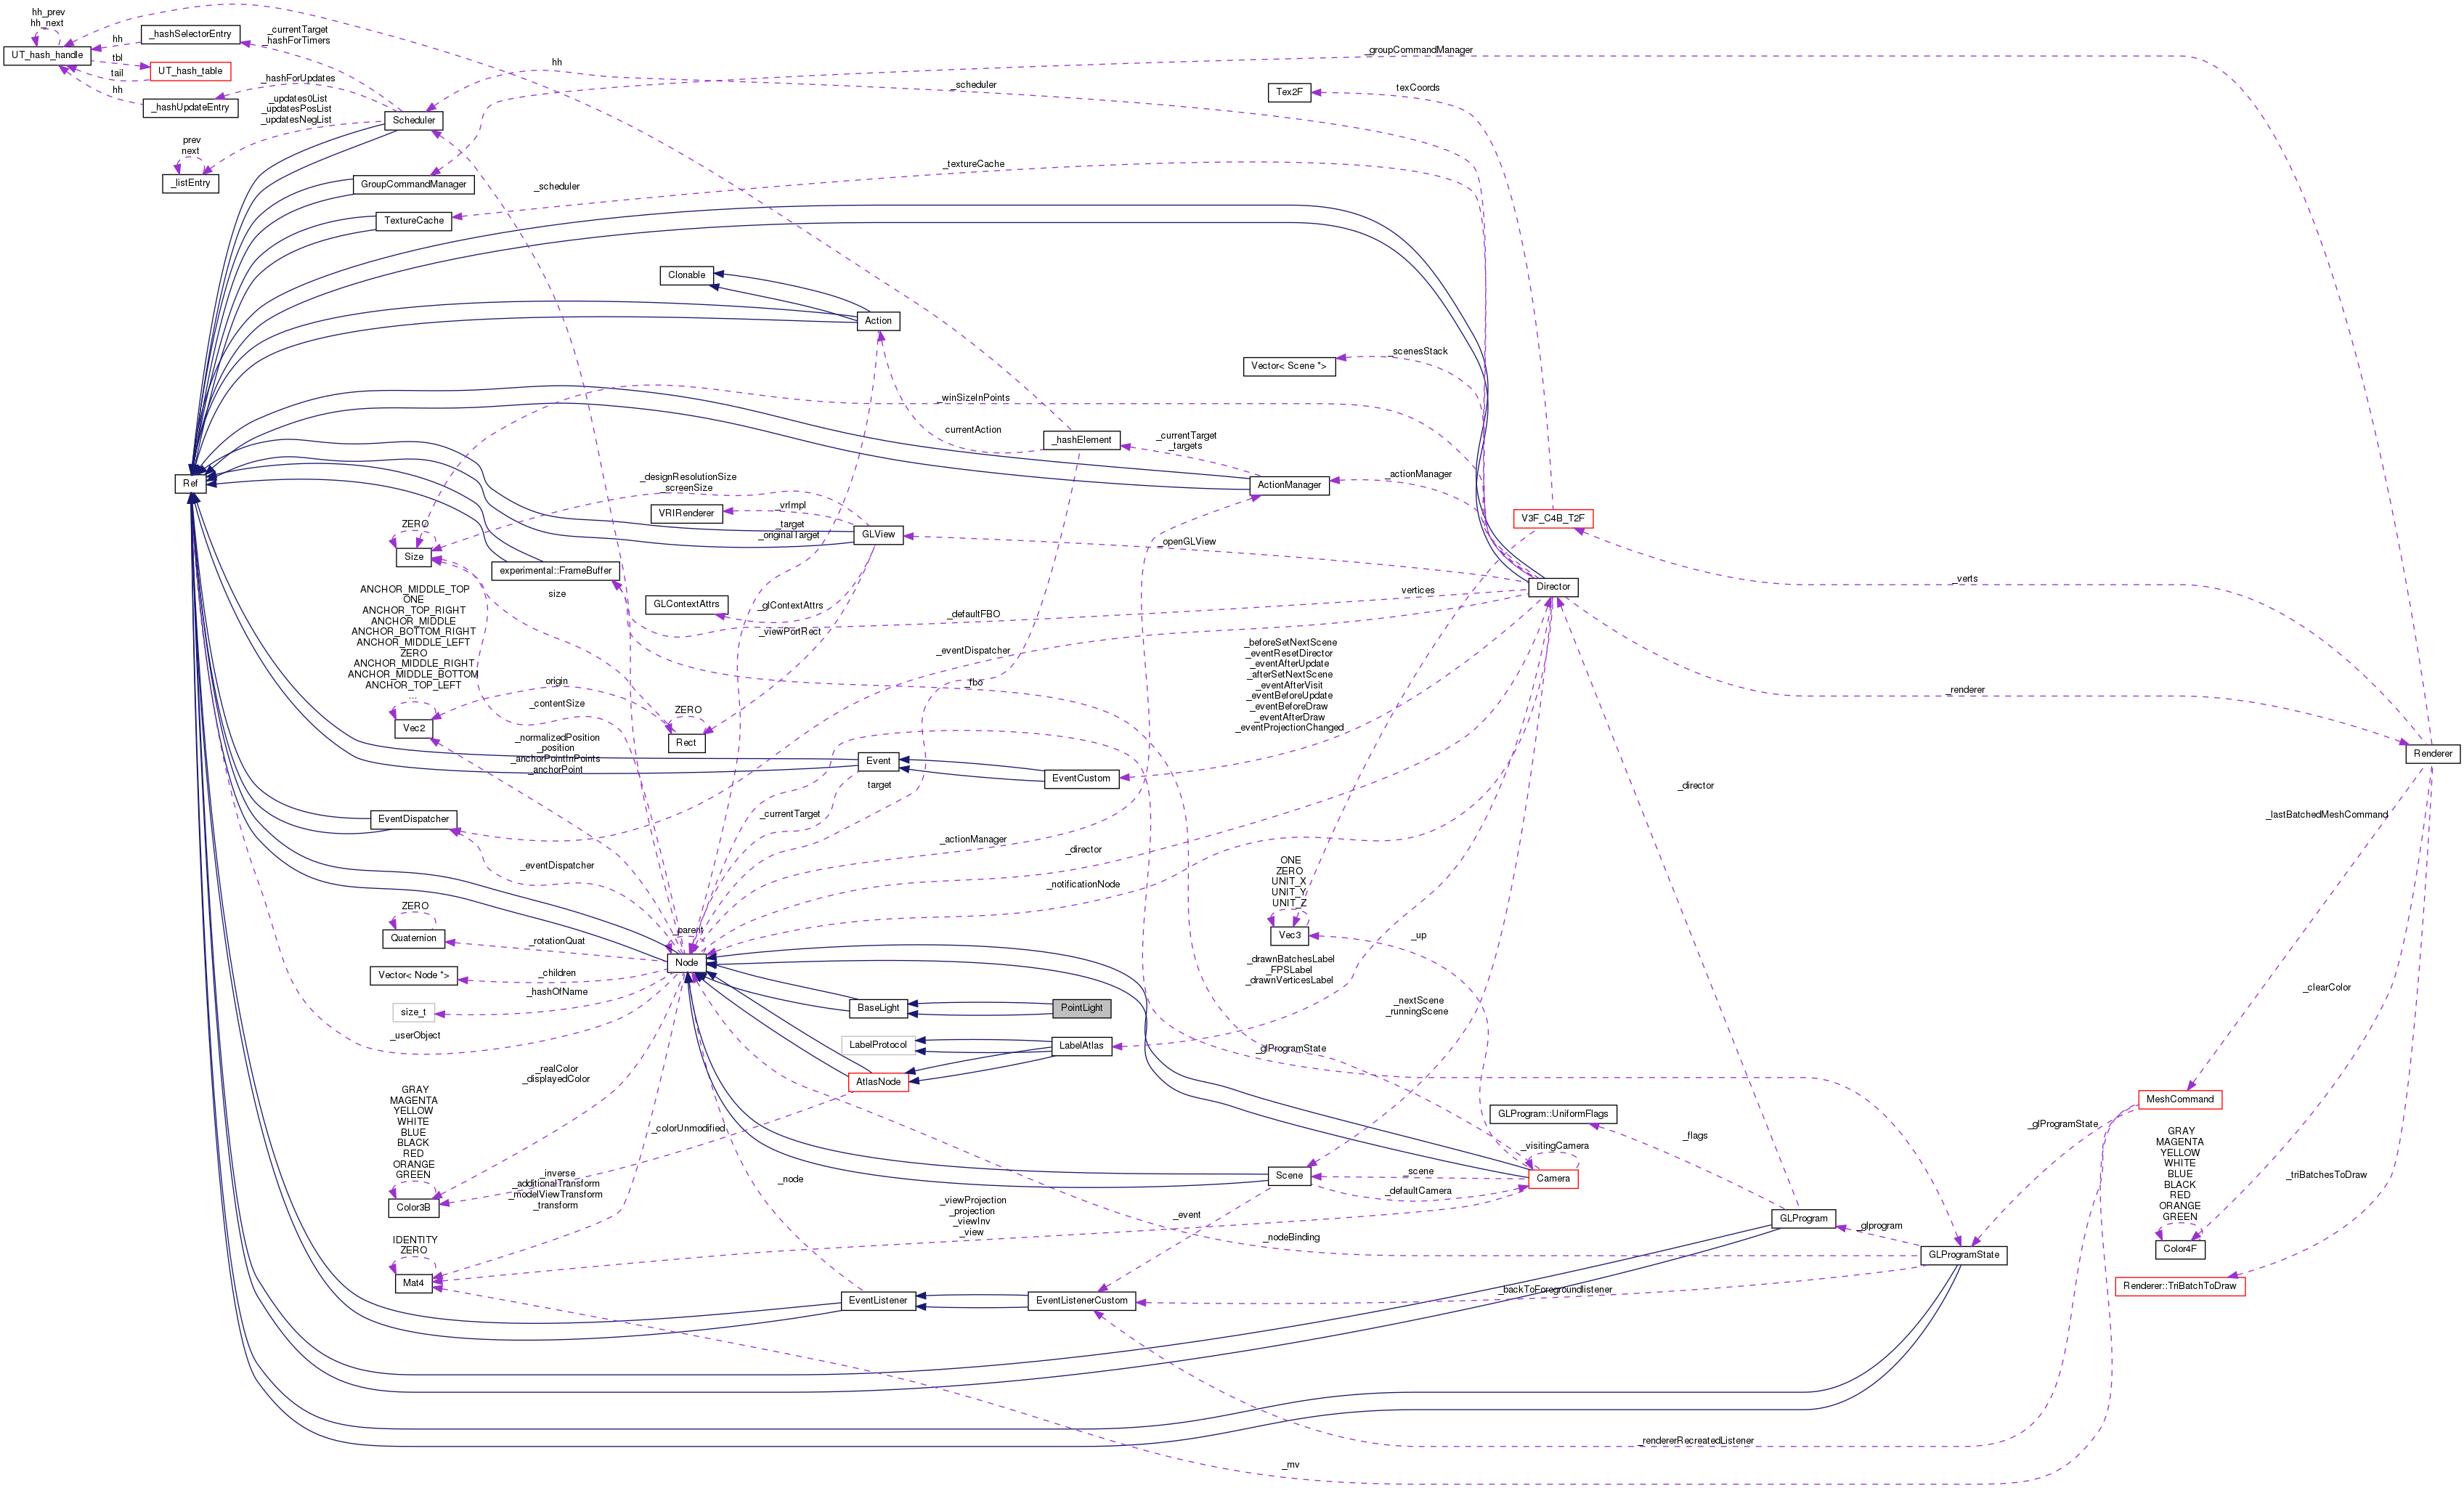 hh_prev
hh_next
UT_hash_handle
hh
_hashSelectorEntry
tbl
tail
UT_hash_table
hh
_hashUpdateEntry
_currentTarget
_hashForTimers
_hashForUpdates
_updates0List
_updatesPosList
_updatesNegList
prev
next
_listEntry
Scheduler
GroupCommandManager
TextureCache
hh
_scheduler
_groupCommandManager
_scheduler
_textureCache
Tex2F
texCoords
Clonable
Action
Vector< Scene *>
_scenesStack
_winSizeInPoints
currentAction
_hashElement
_currentTarget
_targets
ActionManager
_actionManager
Ref
_designResolutionSize
_screenSize
VRIRenderer
_vrImpl
_target
_originalTarget
GLView
_openGLView
V3F_C4B_T2F
ZERO
Size
experimental::FrameBuffer
size
GLContextAttrs
_glContextAttrs
_viewPortRect
_defaultFBO
vertices
Director
_verts
ANCHOR_MIDDLE_TOP
ONE
ANCHOR_TOP_RIGHT
ANCHOR_MIDDLE
ANCHOR_BOTTOM_RIGHT
ANCHOR_MIDDLE_LEFT
ZERO
ANCHOR_MIDDLE_RIGHT
ANCHOR_MIDDLE_BOTTOM
ANCHOR_TOP_LEFT
...
Vec2
origin
_contentSize
ZERO
Rect
_eventDispatcher
_fbo
_beforeSetNextScene
_eventResetDirector
_eventAfterUpdate
_afterSetNextScene
_eventAfterVisit
_eventBeforeUpdate
_eventBeforeDraw
_eventAfterDraw
_eventProjectionChanged
_renderer
Renderer
_normalizedPosition
_position
_anchorPointInPoints
_anchorPoint
Event
EventCustom
target
_currentTarget
_director
EventDispatcher
_eventDispatcher
_actionManager
_director
_notificationNode
_lastBatchedMeshCommand
ZERO
Quaternion
_rotationQuat
_parent
Node
Vector< Node *>
_children
_hashOfName
size_t
_userObject
ONE
ZERO
UNIT_X
UNIT_Y
UNIT_Z
Vec3
_up
_drawnBatchesLabel
_FPSLabel
_drawnVerticesLabel
BaseLight
PointLight
LabelProtocol
LabelAtlas
AtlasNode
_glProgramState
_nextScene
_runningScene
_clearColor
_realColor
_displayedColor
GRAY
MAGENTA
YELLOW
WHITE
BLUE
BLACK
RED
ORANGE
GREEN
Color3B
_colorUnmodified
_inverse
_additionalTransform
_modelViewTransform
_transform
IDENTITY
ZERO
Mat4
_node
_viewProjection
_projection
_viewInv
_view
Scene
_scene
_defaultCamera
_visitingCamera
Camera
GLProgram::UniformFlags
_flags
GLProgram
_glprogram
GLProgramState
_glProgramState
MeshCommand
GRAY
MAGENTA
YELLOW
WHITE
BLUE
BLACK
RED
ORANGE
GREEN
Color4F
_triBatchesToDraw
Renderer::TriBatchToDraw
_event
_nodeBinding
EventListener
EventListenerCustom
_backToForegroundlistener
_rendererRecreatedListener
_mv